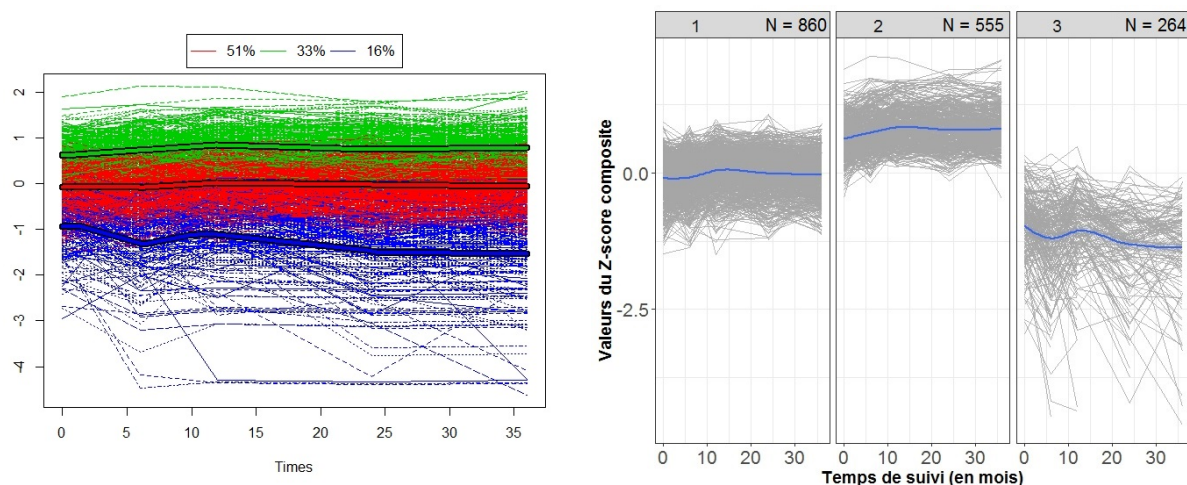 51% 33% 16%
2
1
0
-1
-2
-3
-4
0 5 10 15 20 25 30 35
Times
1 N = 860 2 N = 555 3 N = 264
Valeurs du Z-score composite
0.0
-2.5
0 10 20 30 0 10 20 30 0 10 20 30
Temps de suivi (en mois)